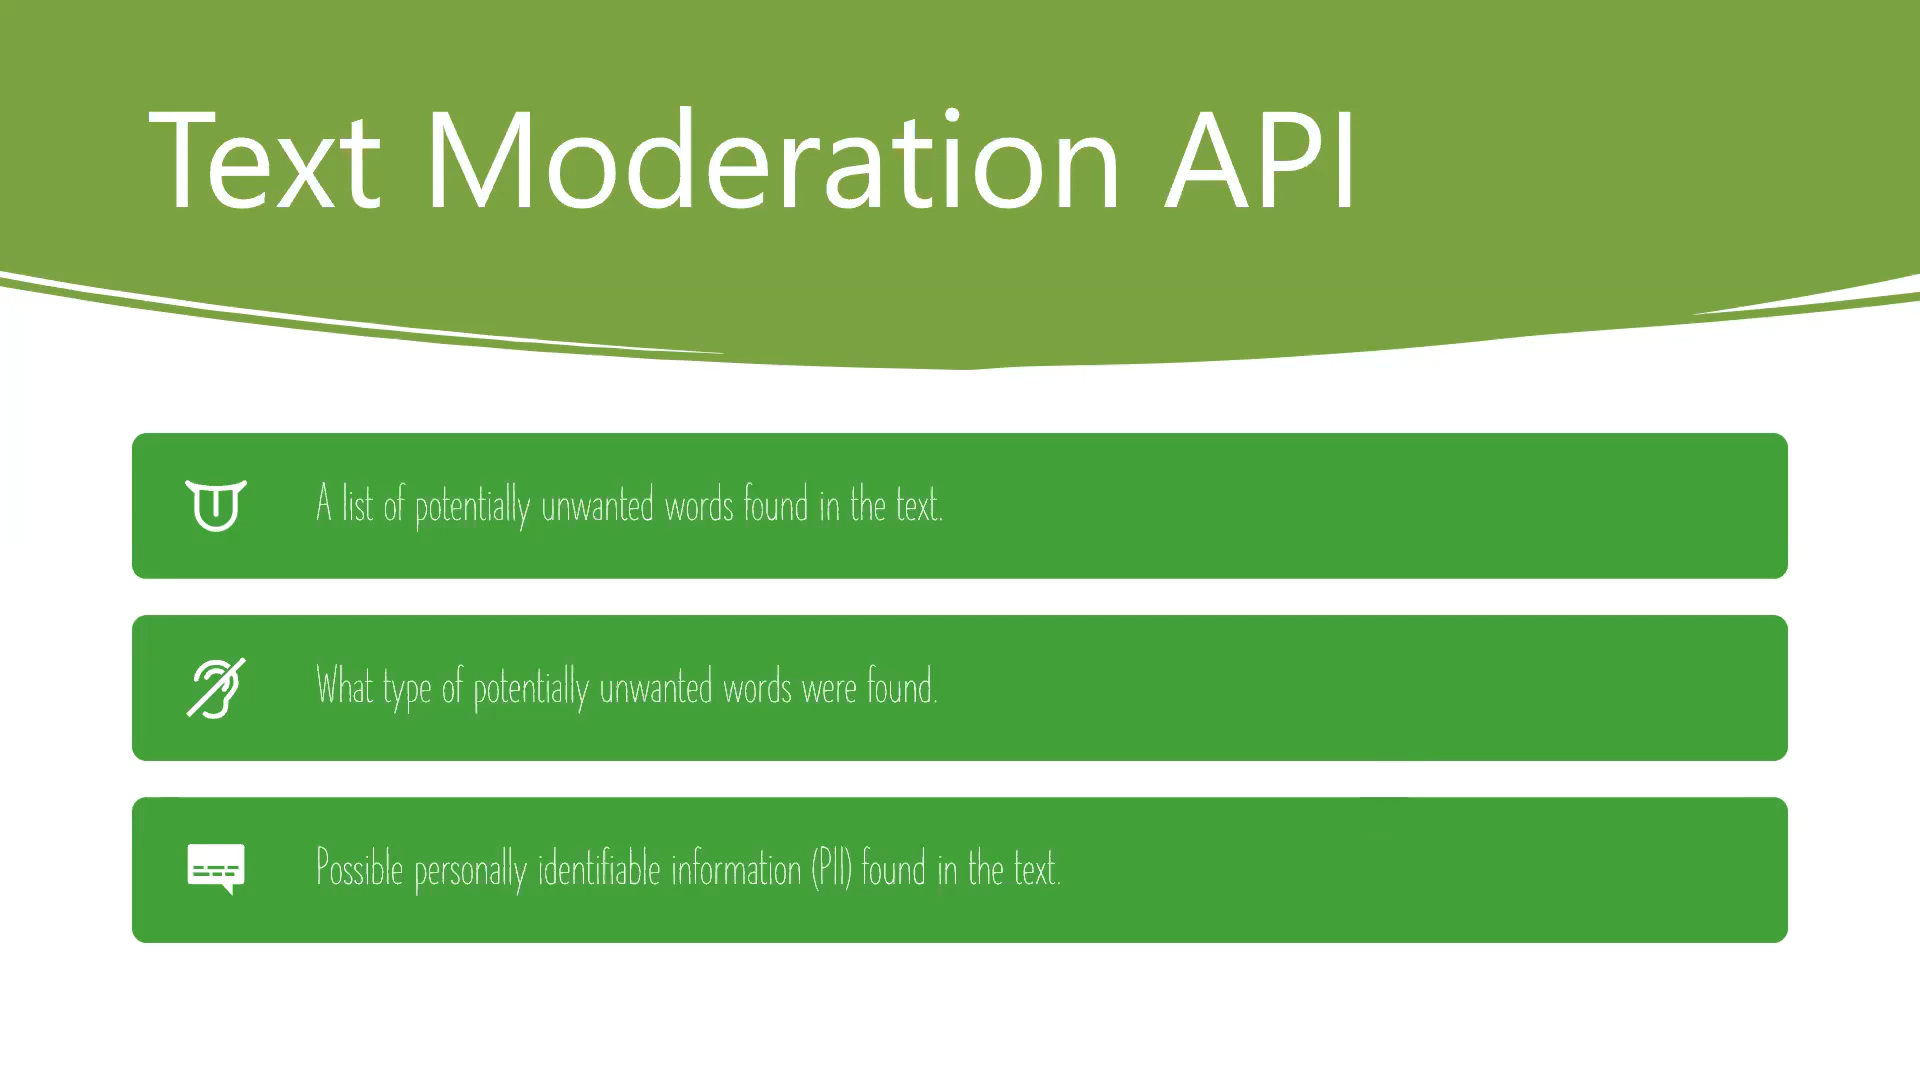 Text Moderation API
A list of potentially unwanted words found in the text.
What type of potentially unwanted words were found.
Possible personally identifiable information (PII) found in the text.